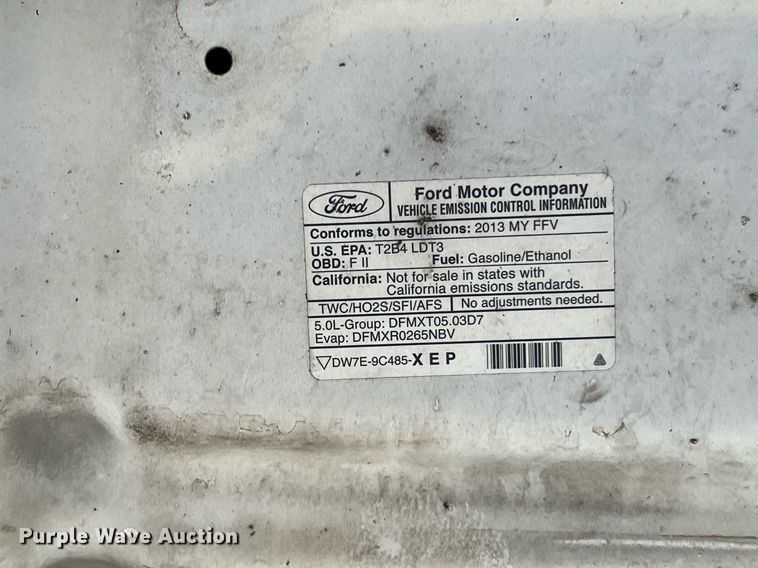 Ford
Ford Motor Company
VEHICLE EMISSION CONTROL INFORMATION
Conforms to regulations: 2013 MY FFV
U.S. EPA: T2B4 LDT3
OBD: F II Fuel: Gasoline/Ethanol
California: Not for sale in states with
California emissions standards.
TWC/HO2S/SFI/AFS No adjustments needed.
5.0L-Group: DFMXT05.03D7
Evap: DFMXR0265NBV
DW7E-9C485-XEP
Purple Wave Auction